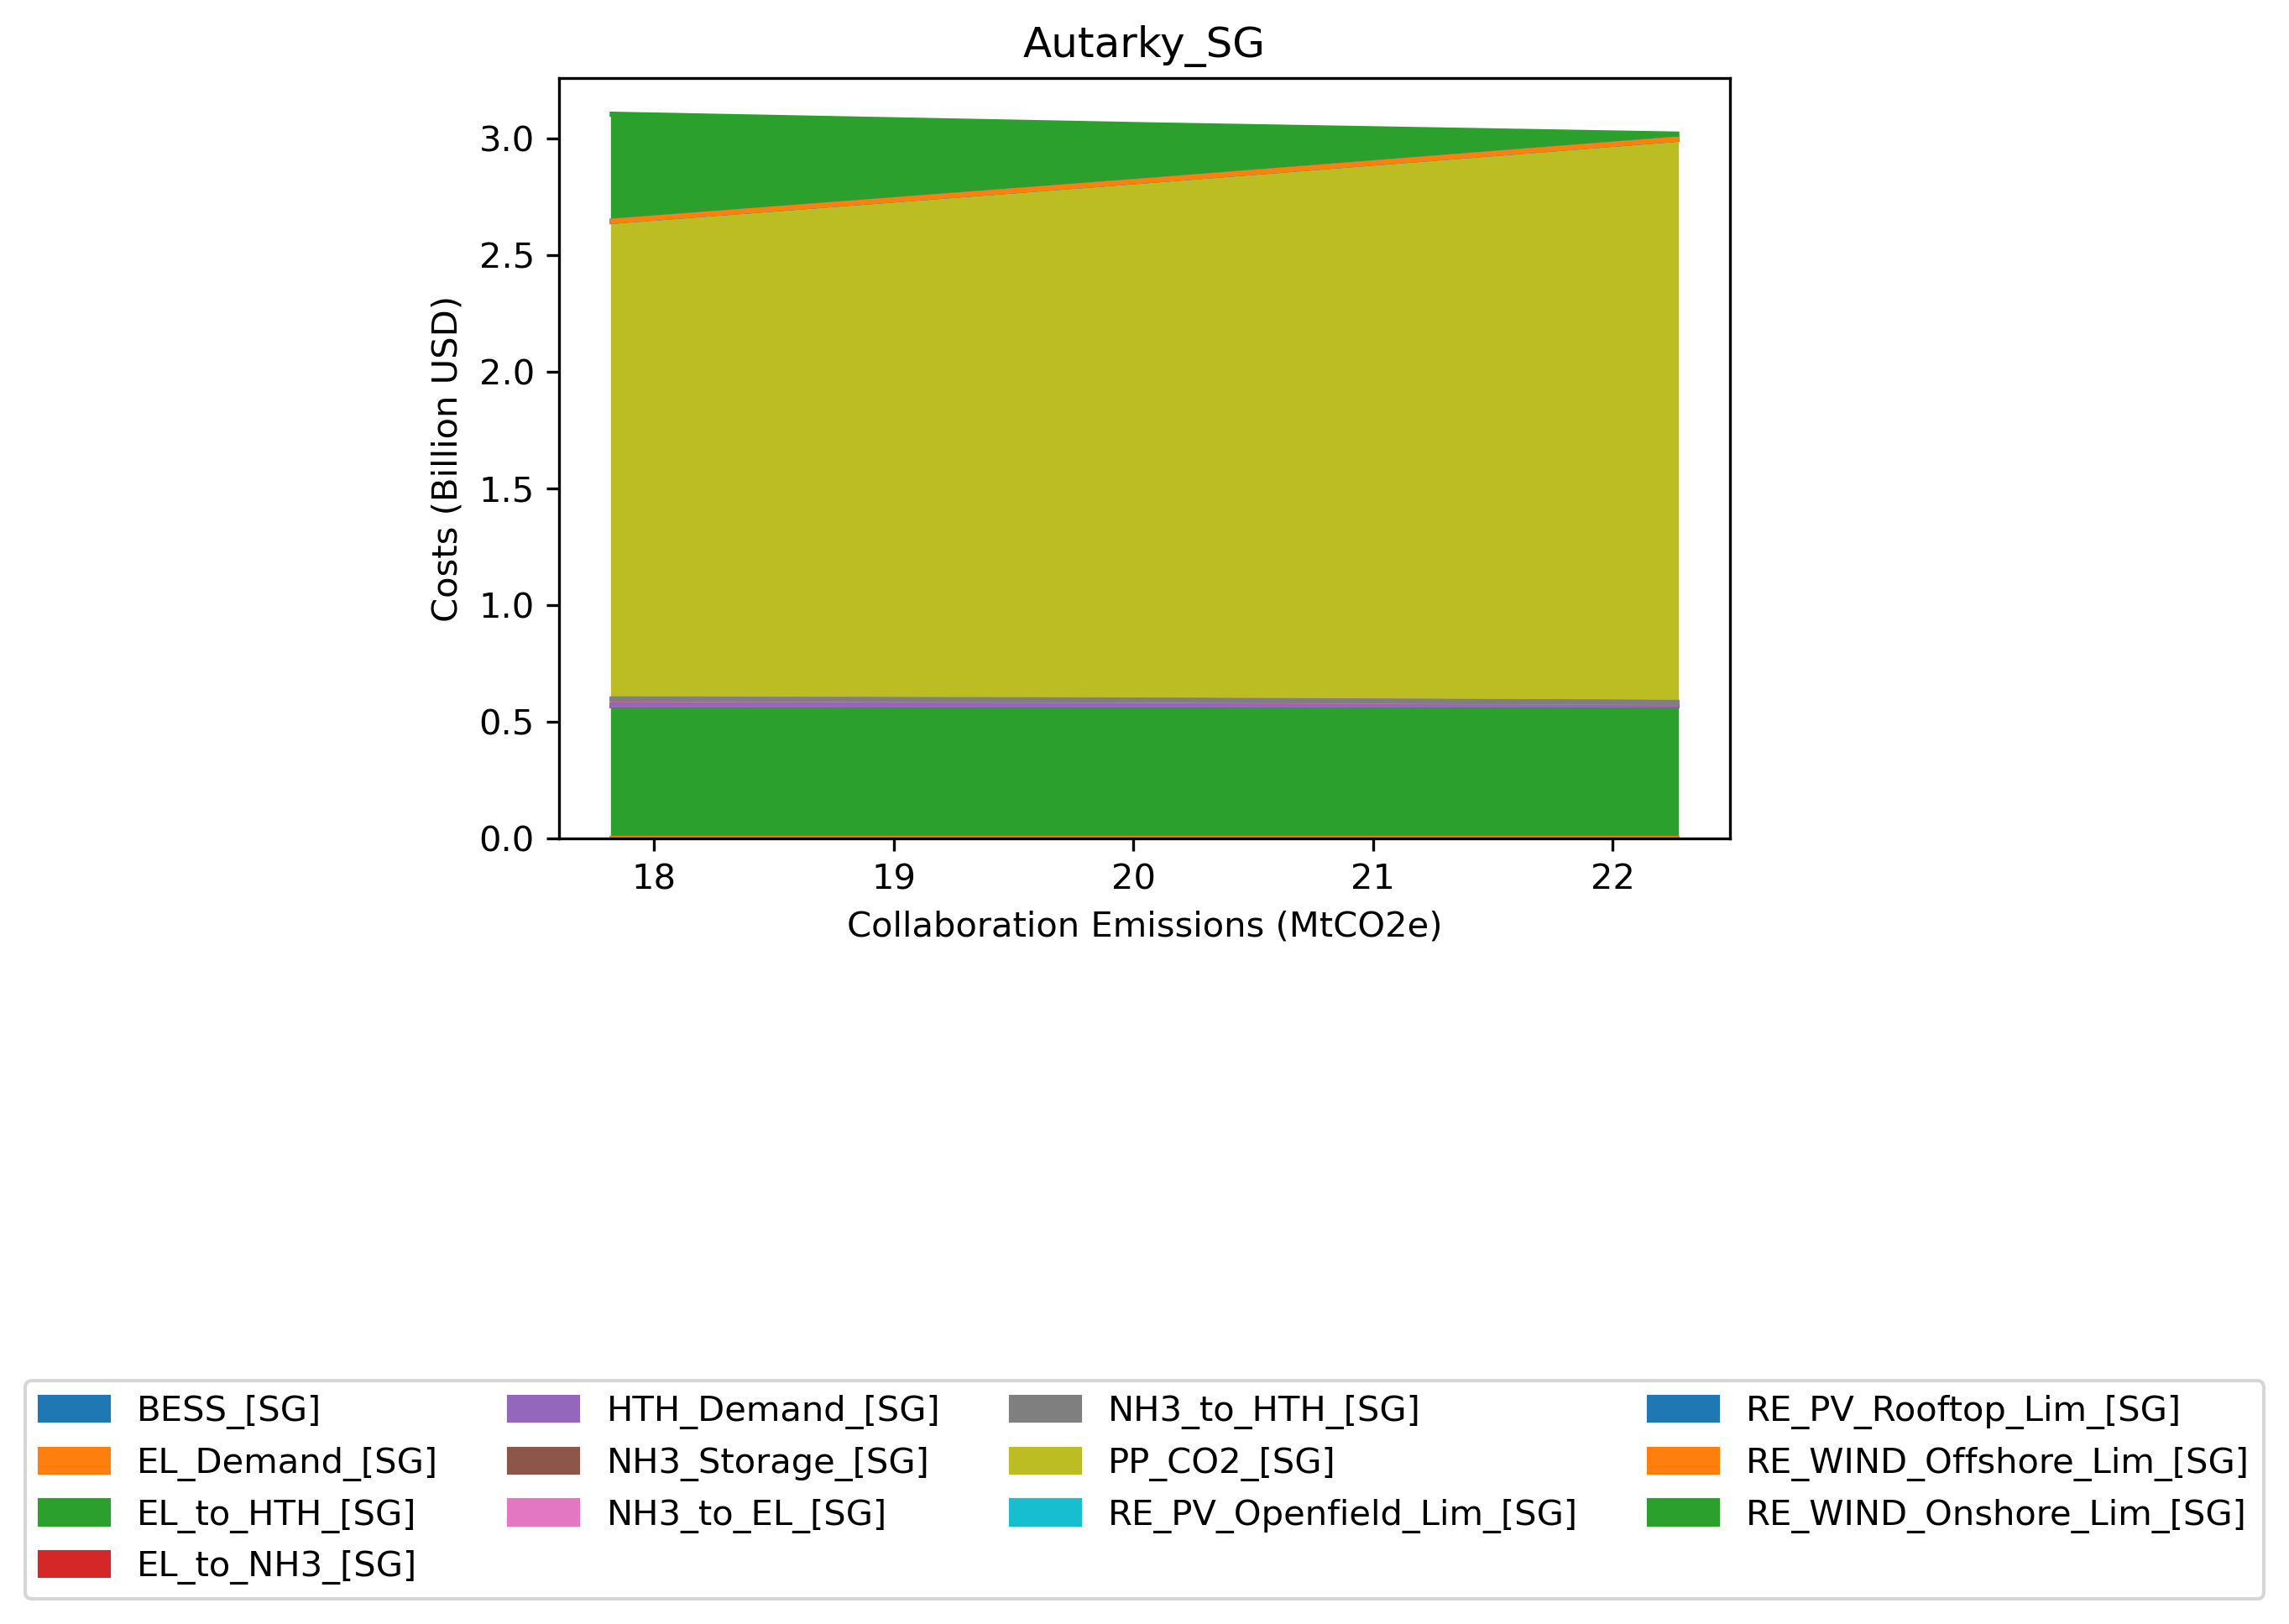 Autarky_SG
3.0
2.5
2.0
1.5
1.0
0.5
0.0
Costs (Billion USD)
18 19 20 21 22
Collaboration Emissions (MtCO2e)
BESS_[SG]
EL_Demand_[SG]
EL_to_HTH_[SG]
EL_to_NH3_[SG]
HTH_Demand_[SG]
NH3_Storage_[SG]
NH3_to_EL_[SG]
NH3_to_HTH_[SG]
PP_CO2_[SG]
RE_PV_Openfield_Lim_[SG]
RE_PV_Rooftop_Lim_[SG]
RE_WIND_Offshore_Lim_[SG]
RE_WIND_Onshore_Lim_[SG]